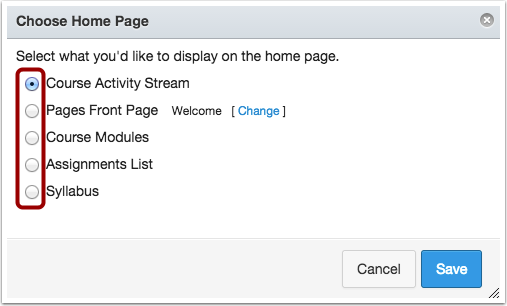 Choose Home Page
Select what you'd like to display on the home page.
Course Activity Stream
Pages Front Page Welcome [ Change ]
Course Modules
Assignments List
Syllabus
Cancel Save